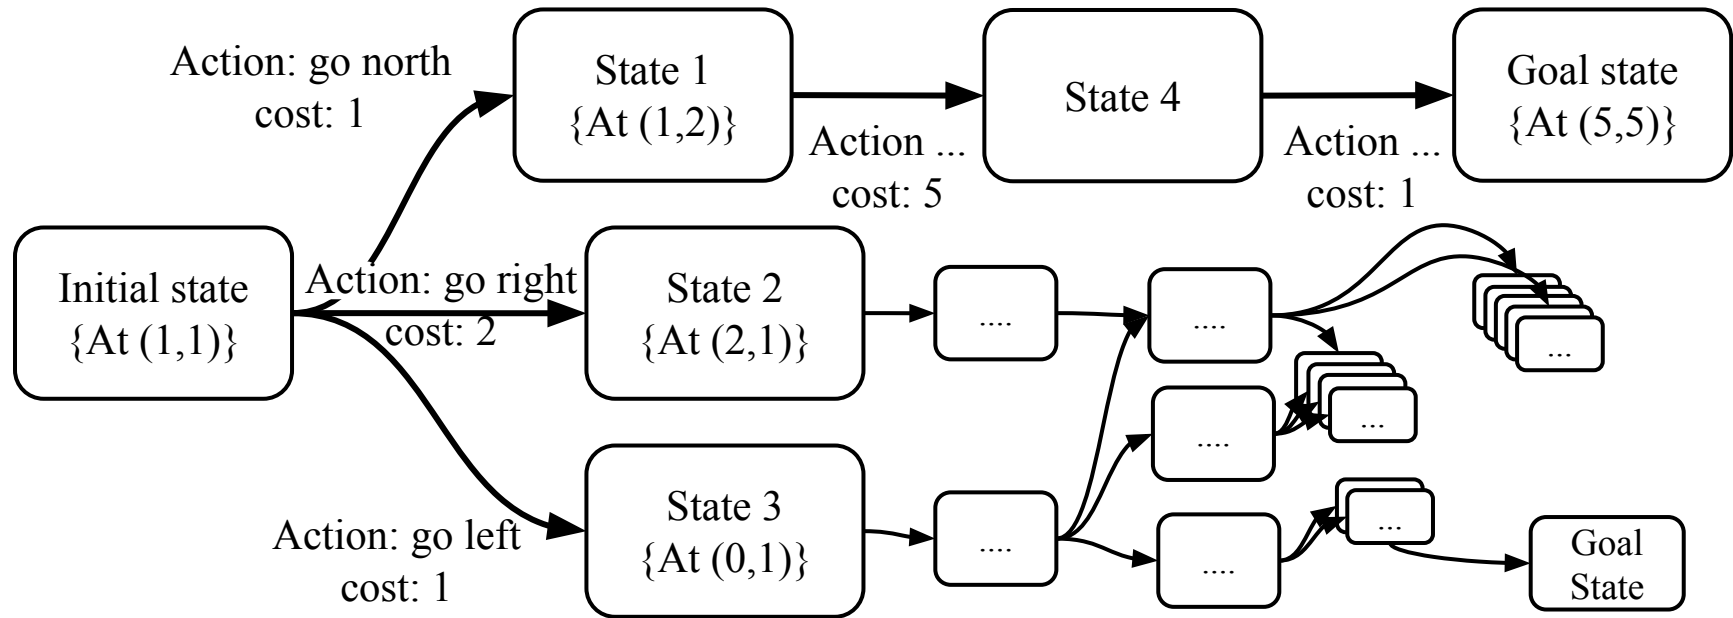 Action: go north
cost: 1
State 1
{At (1,2)}
Action ...
cost: 5
State 4
Action ...
cost: 1
Goal state
{At (5,5)}
Initial state
{At (1,1)}
Action: go right
cost: 2
State 2
{At (2,1)}
....
....
...
....
...
Action: go left
cost: 1
State 3
{At (0,1)}
....
....
...
Goal
State